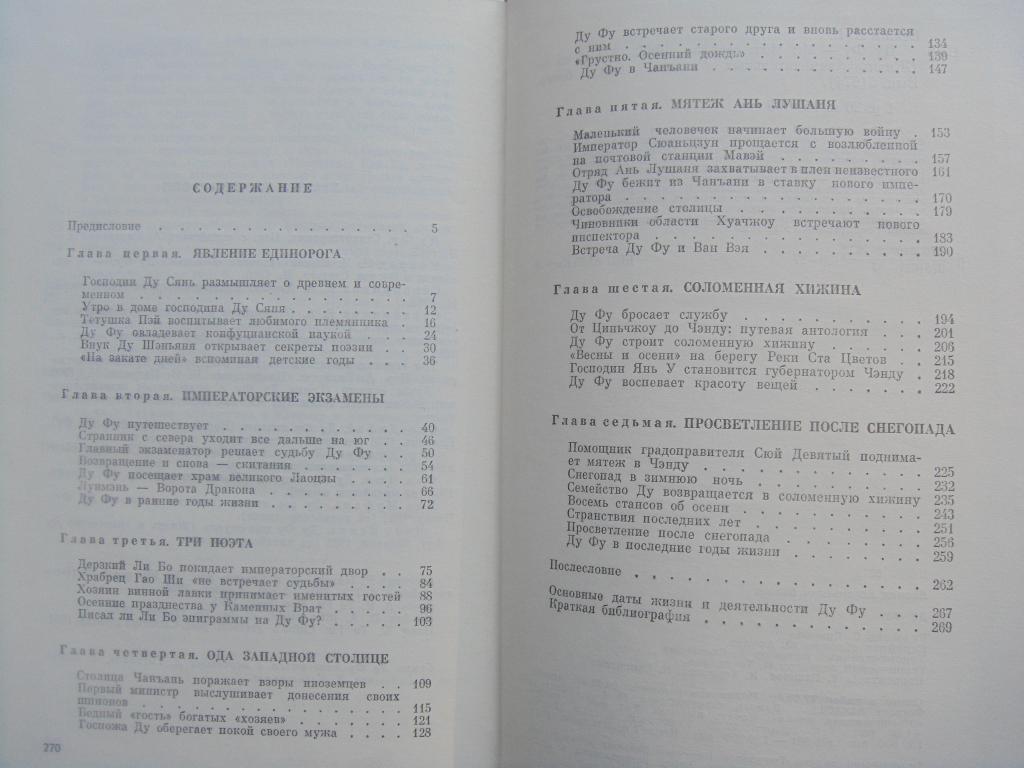 СОДЕРЖАНИЕ
Предисловие . . . . . . . . . . . . . . . 5
Глава первая. ЯВЛЕНИЕ ЕДИНОРОГА
Господин Ду Сянь размышляет о древнем и совре-
менном . . . . . . . . . . . . . . . 7
Утро в доме господина Ду Сяня . . . . . . 12
Тетушка Пэй воспитывает любимого племянника . 16
Ду Фу овладевает конфуцианской наукой . . . 24
Внук Ду Шэньяня открывает секреты поэзии . . 30
«На закате дней» вспоминая детские годы . . . 36
Глава вторая. ИМПЕРАТОРСКИЕ ЭКЗАМЕНЫ
Ду Фу путешествует . . . . . . . . . . 40
Странник с севера уходит все дальше на юг . . 46
Главный экзаменатор решает судьбу Ду Фу . . 50
Возвращение и снова — скитания . . . . . . 54
Ду Фу посещает храм великого Лаоцзы . . . 61
Лунмэнь — Ворота Дракона . . . . . . . . 66
Ду Фу в ранние годы жизни . . . . . . . 72
Глава третья. ТРИ ПОЭТА
Дерзкий Ли Бо покидает императорский двор . . 75
Храбрец Гао Ши «не встречает судьбы» . . . 84
Хозяин винной лавки принимает именитых гостей 88
Осенние празднества у Каменных Врат . . . . 96
Писал ли Ли Бо эпиграммы на Ду Фу? . . . . 103
Глава четвертая. ОДА ЗАПАДНОЙ СТОЛИЦЕ
Столица Чанъань поражает взоры иноземцев . . 109
Первый министр выслушивает донесения своих
шпионов . . . . . . . . . . . . . . . 115
Бедный «гость» богатых «хозяев» . . . . . . 121
Госпожа Ду оберегает покой своего мужа . . . . 128
270
Ду Фу встречает старого друга и вновь расстается
с ним . . . . . . . . . . . . . . . 134
«Грустно. Осенний дождь» . . . . . . . . . 139
Ду Фу в Чанъани . . . . . . . . . . . 147
Глава пятая. МЯТЕЖ АНЬ ЛУШАНЯ
Маленький человечек начинает большую войну . 153
Император Сюаньцзун прощается с возлюбленной
на почтовой станции Мавэй . . . . . . . . 157
Отряд Ань Лушаня захватывает в плен неизвестного 161
Ду Фу бежит из Чанъани в ставку нового импе-
ратора . . . . . . . . . . . . . . . 170
Освобождение столицы . . . . . . . . . . 179
Чиновники области Хуачжоу встречают нового
инспектора . . . . . . . . . . . . . . 183
Встреча Ду Фу и Ван Вэя . . . . . . . . . 190
Глава шестая. СОЛОМЕННАЯ ХИЖИНА
Ду Фу бросает службу . . . . . . . . . . 194
От Циньчжоу до Чэнду: путевая антология . . . 201
Ду Фу строит соломенную хижину . . . . . . 206
«Весны и осени» на берегу Реки Ста Цветов . . 215
Господин Янь У становится губернатором Чэнду . 218
Ду Фу воспевает красоту вещей . . . . . . . 222
Глава седьмая. ПРОСВЕТЛЕНИЕ ПОСЛЕ СНЕГОПАДА
Помощник градоправителя Сюй Девятый поднима-
ет мятеж в Чэнду . . . . . . . . . . . . 225
Снегопад в зимнюю ночь . . . . . . . . . 232
Семейство Ду возвращается в соломенную хижину 235
Восемь стансов об осени . . . . . . . . . 243
Странствия последних лет . . . . . . . . . 251
Просветление после снегопада . . . . . . . 256
Ду Фу в последние годы жизни . . . . . . . 259
Послесловие . . . . . . . . . . . . . . 262
Основные даты жизни и деятельности Ду Фу . . . 267
Краткая библиография . . . . . . . . . . . 269